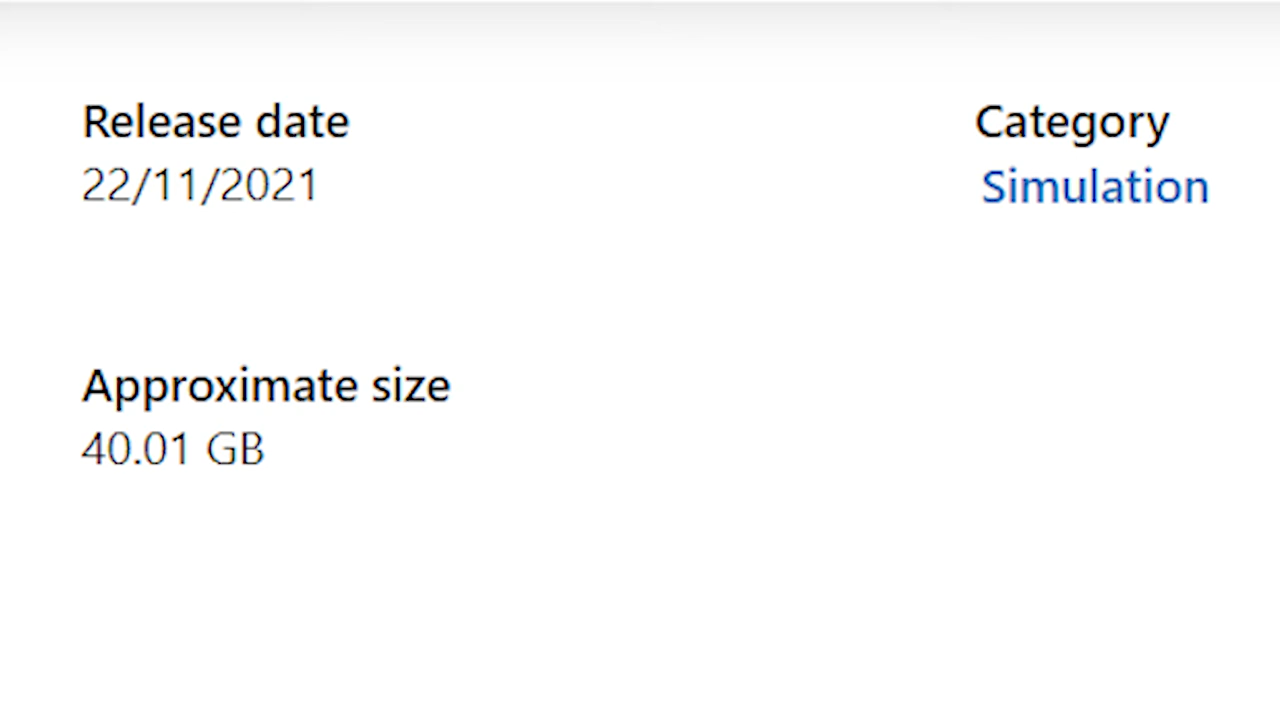 Release date
22/11/2021
Category
Simulation
Approximate size
40.01 GB